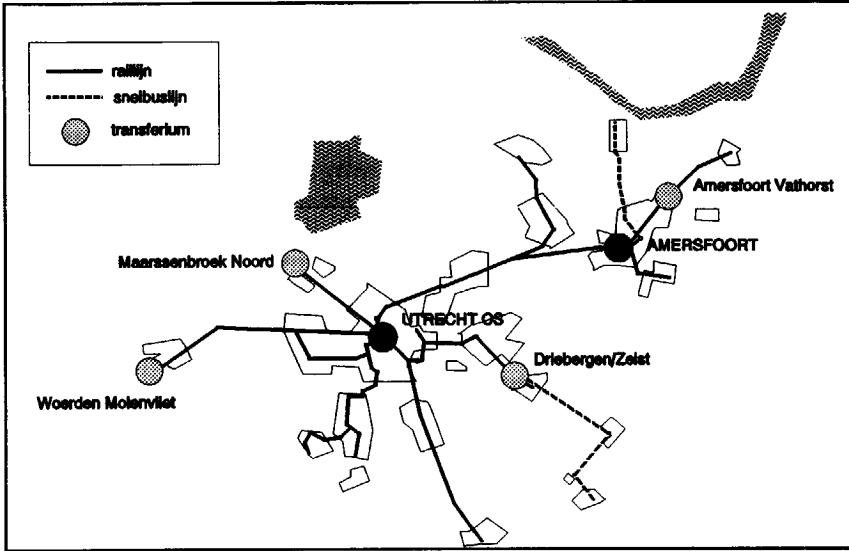 raillijn
snelbuslijn
transferium
Amersfoort Vathorst
AMERSFOORT
Maarssenbroek Noord
UTRECHT CS
Driebergen/Zeist
Woerden Molenvliet